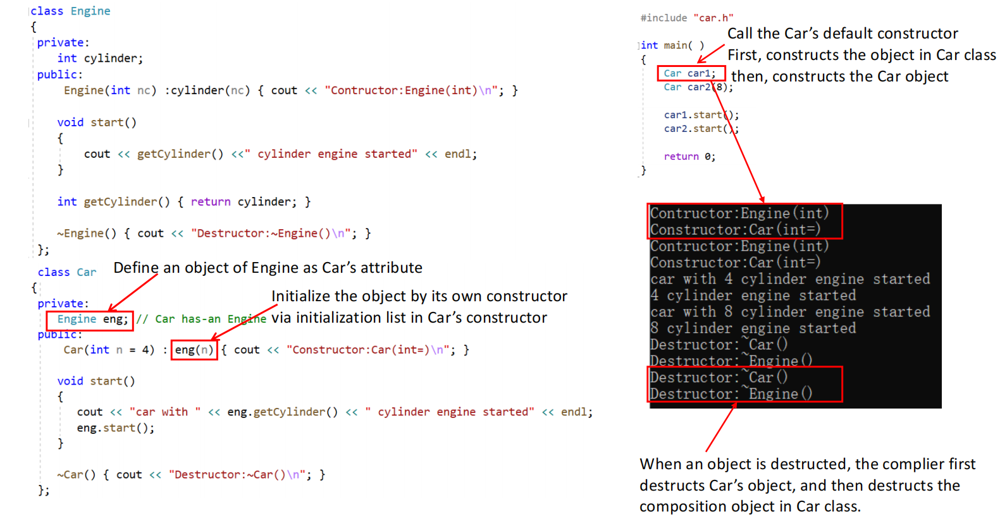 class Engine
{
private:
int cylinder;
public:
Engine(int nc) :cylinder(nc) { cout << "Contructor:Engine(int)\n"; }
void start()
{
cout << getCylinder() <<" cylinder engine started" << endl;
}
int getCylinder() { return cylinder; }
~Engine() { cout << "Destructor:~Engine()\n"; }
};
class Car
Define an object of Engine as Car's attribute
{
Initialize the object by its own constructor
via initialization list in Car's constructor
private:
Engine eng; // Car has-an Engine
public:
Car(int n = 4) : eng(n) { cout << "Constructor:Car(int=)\n"; }
void start()
{
cout << "car with " << eng.getCylinder() << " cylinder engine started" << endl;
eng.start();
}
~Car() { cout << "Destructor:~Car()\n"; }
};
#include "car.h"
int main( )
{
Car car1;
Car car2(8);
car1.start();
car2.start();
return 0;
}
Call the Car's default constructor
First, constructs the object in Car class
then, constructs the Car object
Contructor:Engine(int)
Constructor:Car(int=)
Contructor:Engine(int)
Constructor:Car(int=)
car with 4 cylinder engine started
4 cylinder engine started
car with 8 cylinder engine started
8 cylinder engine started
Destructor:~Car()
Destructor:~Engine()
Destructor:~Car()
Destructor:~Engine()
When an object is destructed, the complier first
destructs Car's object, and then destructs the
composition object in Car class.